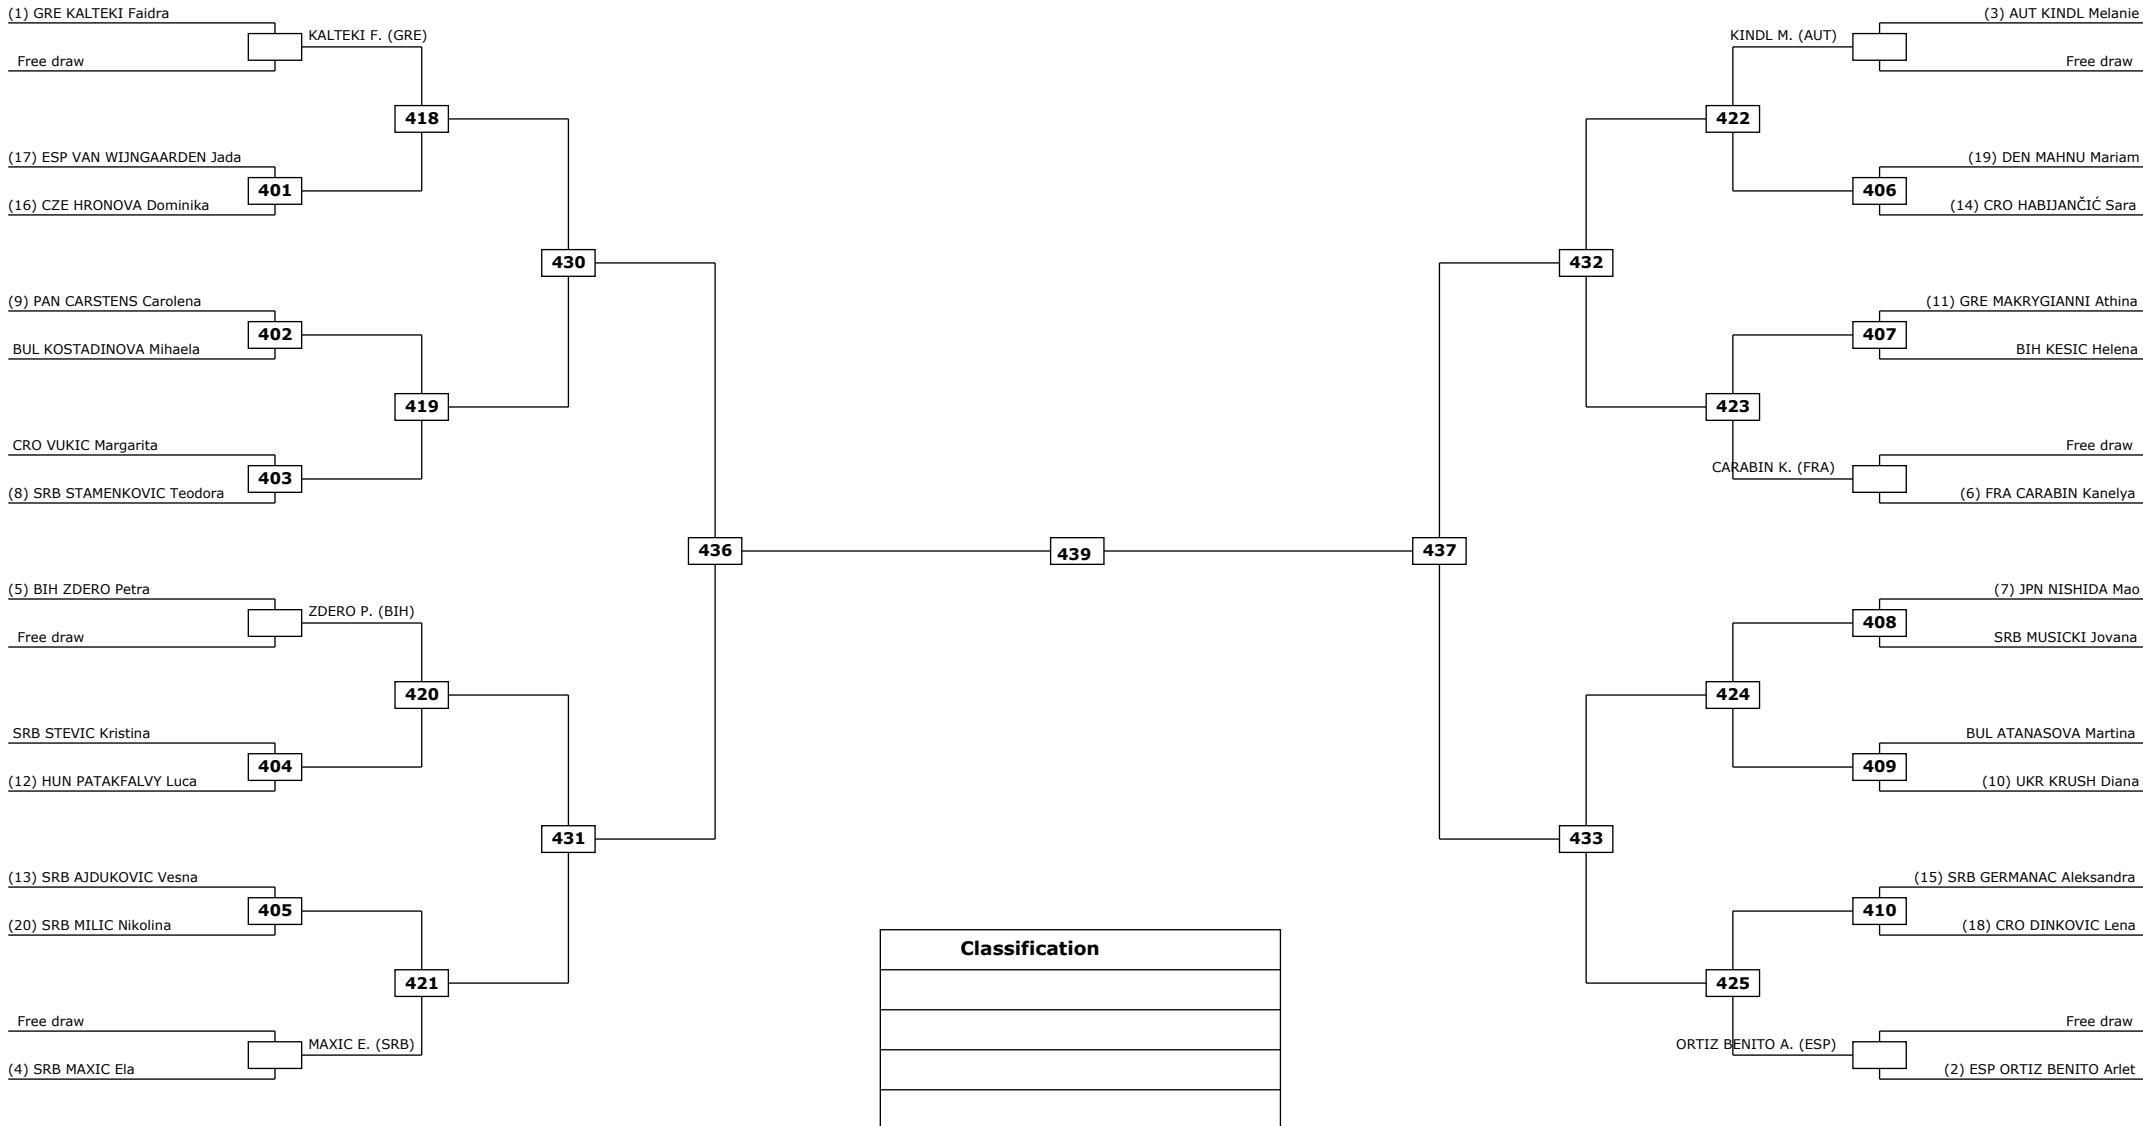 (1) GRE KALTEKI Faidra
KALTEKI F. (GRE)
Free draw
418
(17) ESP VAN WIJNGAARDEN Jada
401
(16) CZE HRONOVA Dominika
430
(9) PAN CARSTENS Carolena
402
BUL KOSTADINOVA Mihaela
419
CRO VUKIC Margarita
403
(8) SRB STAMENKOVIC Teodora
436
(5) BIH ZDERO Petra
ZDERO P. (BIH)
Free draw
420
SRB STEVIC Kristina
404
(12) HUN PATAKFALVY Luca
431
(13) SRB AJDUKOVIC Vesna
405
(20) SRB MILIC Nikolina
421
Free draw
MAXIC E. (SRB)
(4) SRB MAXIC Ela
439
Classification
(3) AUT KINDL Melanie
KINDL M. (AUT)
Free draw
422
(19) DEN MAHNU Mariam
406
(14) CRO HABIJANČIĆ Sara
432
(11) GRE MAKRYGIANNI Athina
407
BIH KESIC Helena
423
Free draw
CARABIN K. (FRA)
(6) FRA CARABIN Kanelya
437
(7) JPN NISHIDA Mao
408
SRB MUSICKI Jovana
424
BUL ATANASOVA Martina
409
(10) UKR KRUSH Diana
433
(15) SRB GERMANAC Aleksandra
410
(18) CRO DINKOVIC Lena
425
Free draw
ORTIZ BENITO A. (ESP)
(2) ESP ORTIZ BENITO Arlet